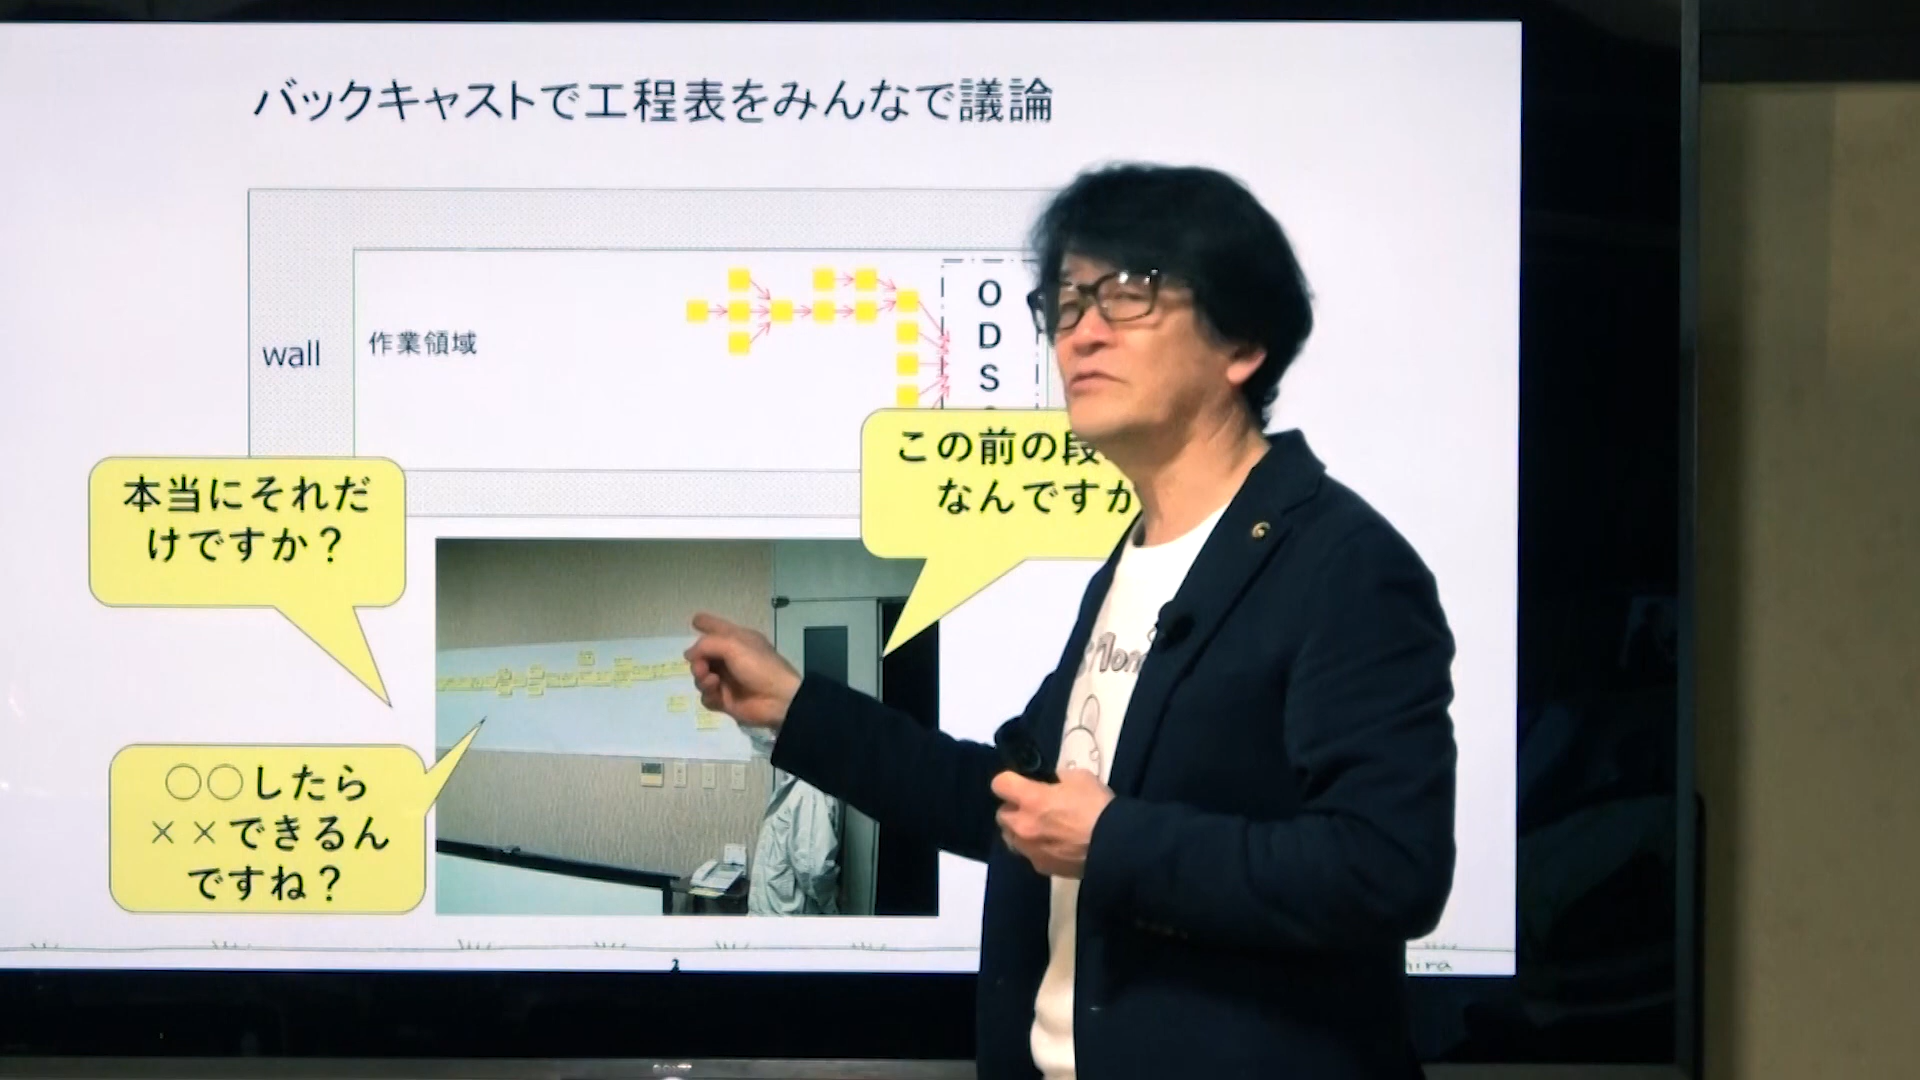 バックキャストで工程表をみんなで議論
wall
作業領域
O
D
S
この前の段
なんですか
本当にそれだ
けですか？
○○したら
××できるん
ですね？
2